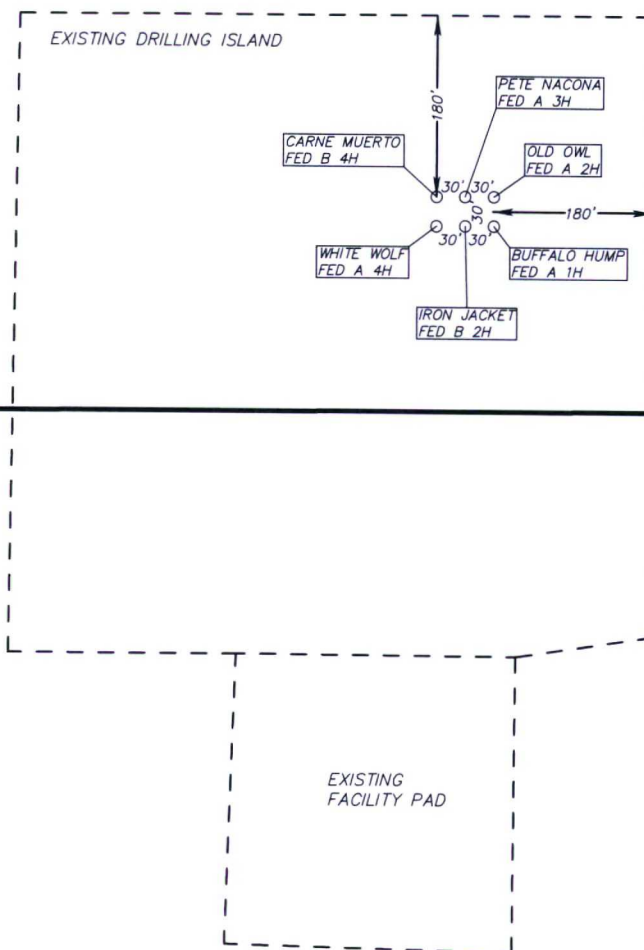 EXISTING DRILLING ISLAND
180'
PETE NACONA
FED A 3H
CARNE MUERTO
FED B 4H
OLD OWL
FED A 2H
30'
30'
30'
180'
30'
30'
WHITE WOLF
FED A 4H
BUFFALO HUMP
FED A 1H
IRON JACKET
FED B 2H
EXISTING
FACILITY PAD